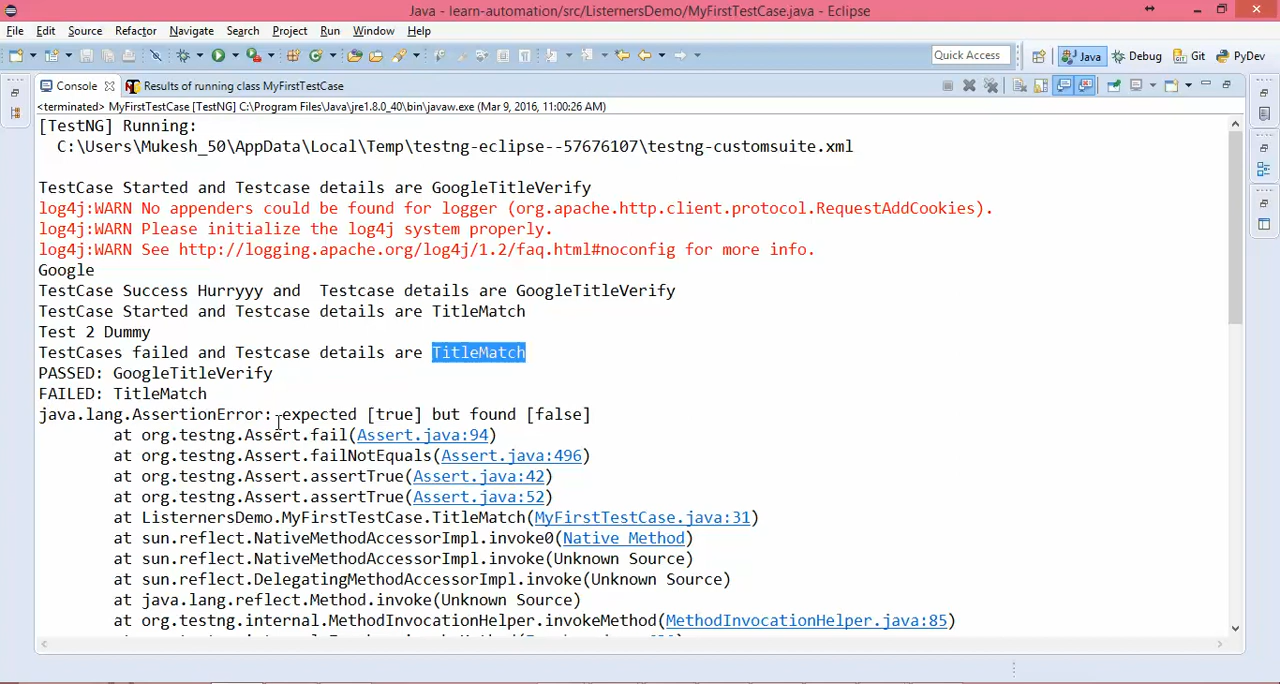 Java - learn-automation/src/ListernersDemo/MyFirstTestCase.java - Eclipse
File Edit Source Refactor Navigate Search Project Run Window Help
Quick Access Java Debug Git PyDev
Console Results of running class MyFirstTestCase
<terminated> MyFirstTestCase [TestNG] C:\Program Files\Java\jre1.8.0_40\bin\javaw.exe (Mar 9, 2016, 11:00:26 AM)
[TestNG] Running:
C:\Users\Mukesh_50\AppData\Local\Temp\testng-eclipse--57676107\testng-customsuite.xml
TestCase Started and Testcase details are GoogleTitleVerify
log4j:WARN No appenders could be found for logger (org.apache.http.client.protocol.RequestAddCookies).
log4j:WARN Please initialize the log4j system properly.
log4j:WARN See http://logging.apache.org/log4j/1.2/faq.html#noconfig for more info.
Google
TestCase Success Hurryyy and  Testcase details are GoogleTitleVerify
TestCase Started and Testcase details are TitleMatch
Test 2 Dummy
TestCases failed and Testcase details are TitleMatch
PASSED: GoogleTitleVerify
FAILED: TitleMatch
java.lang.AssertionError: expected [true] but found [false]
at org.testng.Assert.fail(Assert.java:94)
at org.testng.Assert.failNotEquals(Assert.java:496)
at org.testng.Assert.assertTrue(Assert.java:42)
at org.testng.Assert.assertTrue(Assert.java:52)
at ListernersDemo.MyFirstTestCase.TitleMatch(MyFirstTestCase.java:31)
at sun.reflect.NativeMethodAccessorImpl.invoke0(Native Method)
at sun.reflect.NativeMethodAccessorImpl.invoke(Unknown Source)
at sun.reflect.DelegatingMethodAccessorImpl.invoke(Unknown Source)
at java.lang.reflect.Method.invoke(Unknown Source)
at org.testng.internal.MethodInvocationHelper.invokeMethod(MethodInvocationHelper.java:85)